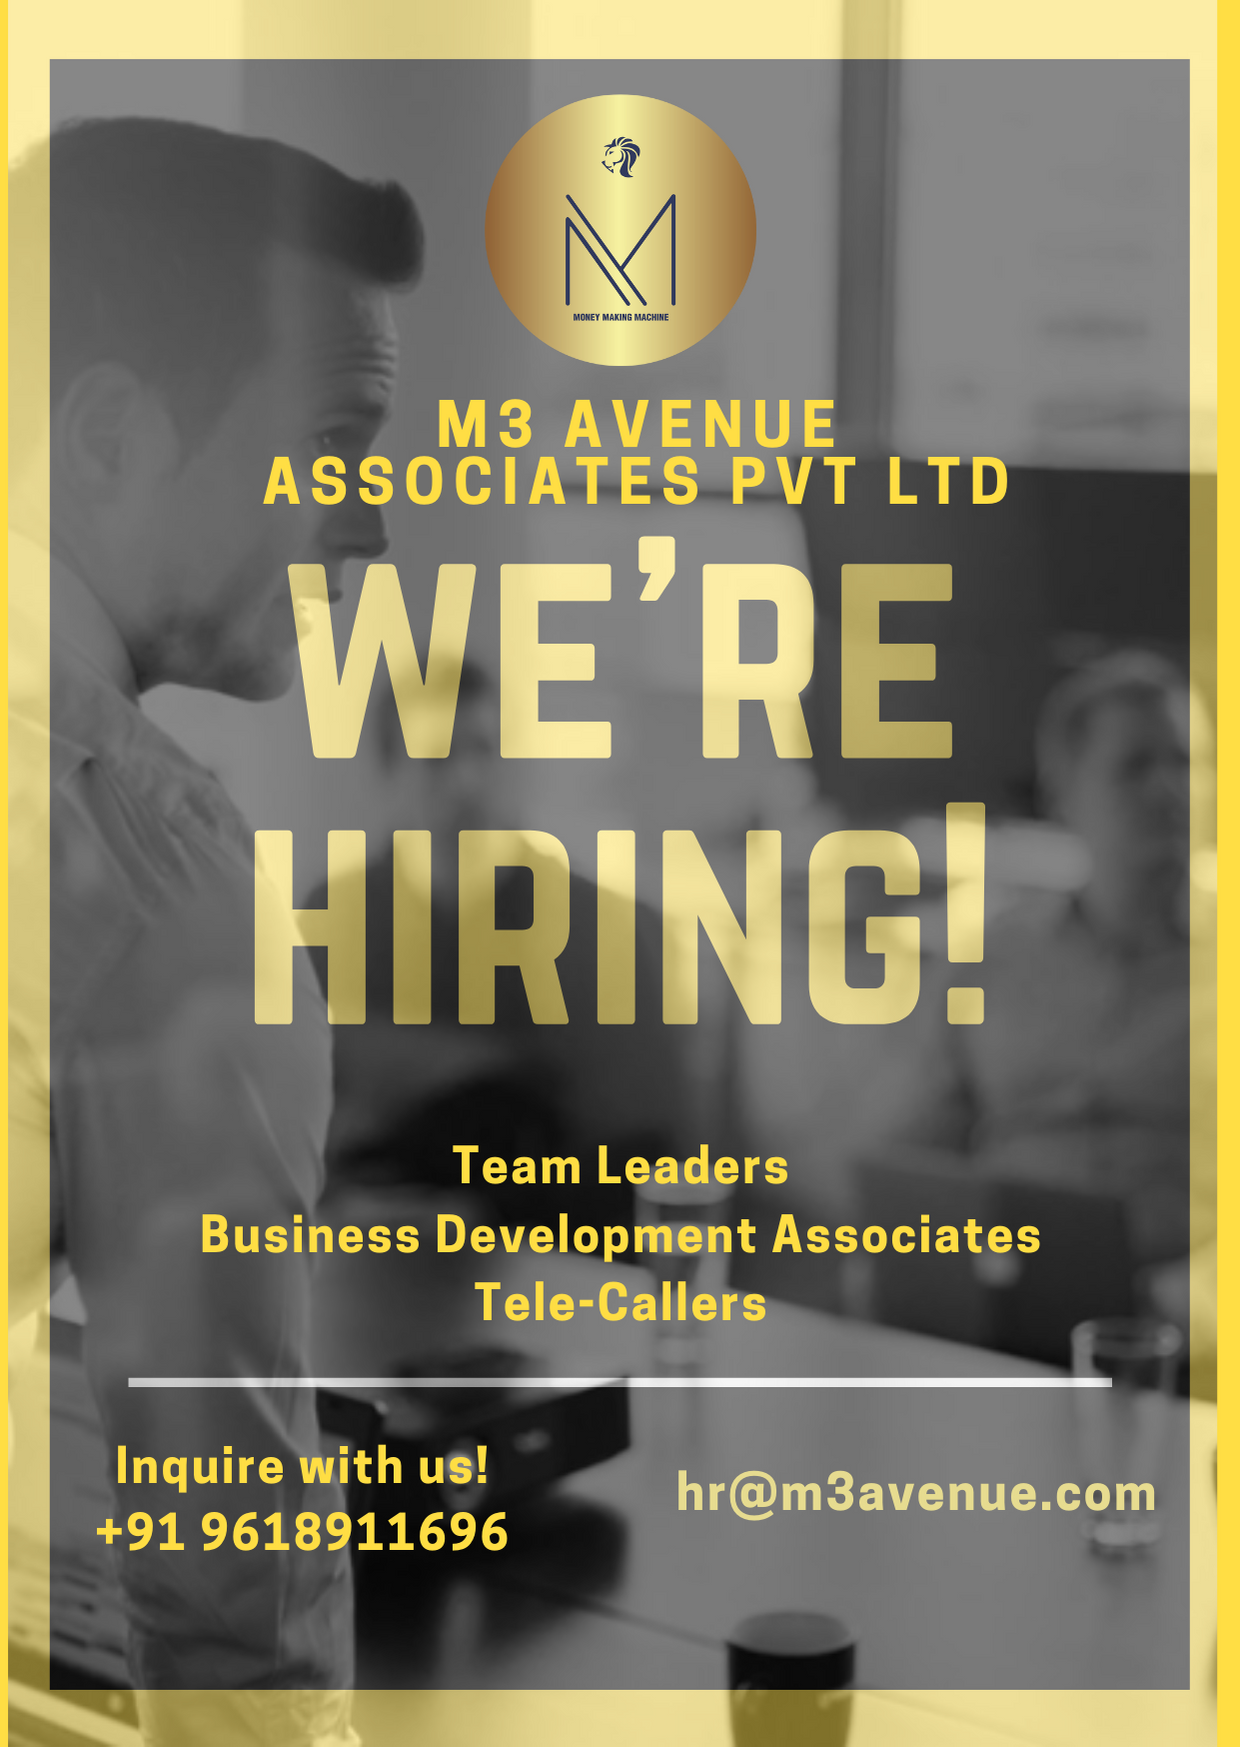 MONEY MAKING MACHINE
M3 AVENUE
ASSOCIATES PVT LTD
WE'RE
HIRING!
Team Leaders
Business Development Associates
Tele-Callers
Inquire with us!
+91 9618911696
hr@m3avenue.com